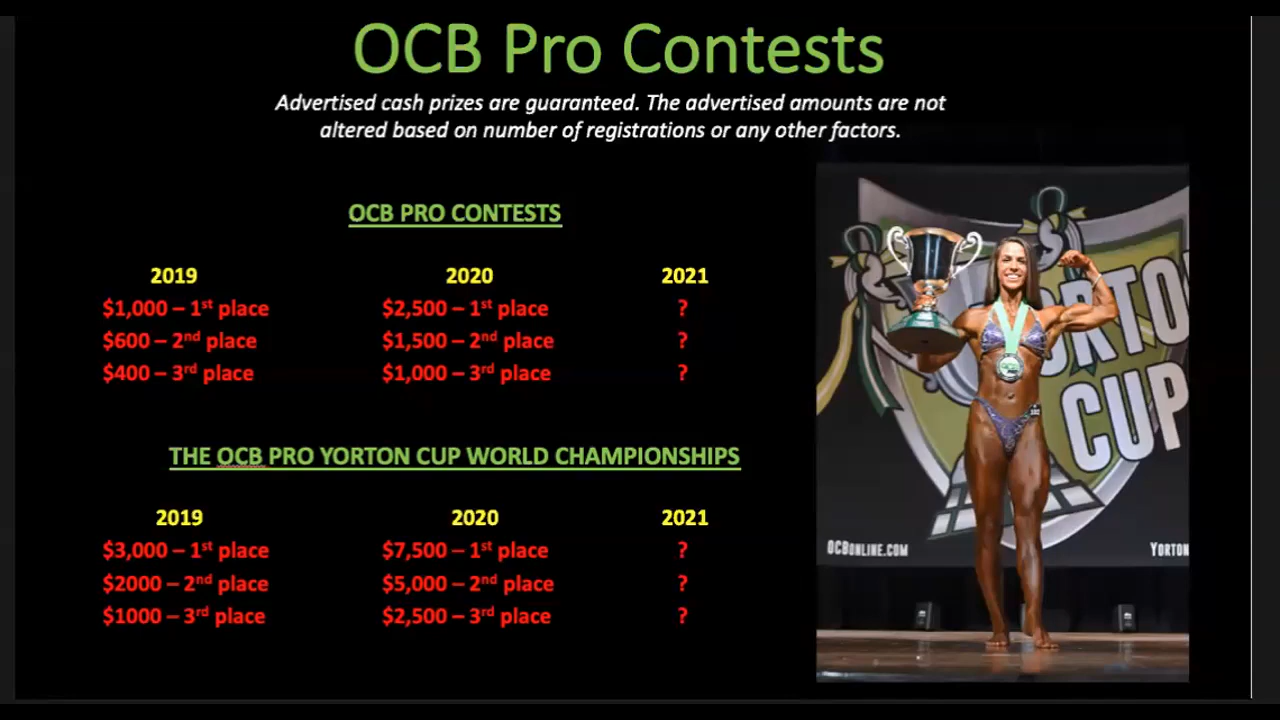 OCB Pro Contests
Advertised cash prizes are guaranteed. The advertised amounts are not
altered based on number of registrations or any other factors.
OCB PRO CONTESTS
2019 2020 2021
$1,000 – 1st place $2,500 – 1st place ?
$600 – 2nd place $1,500 – 2nd place ?
$400 – 3rd place $1,000 – 3rd place ?
THE OCB PRO YORTON CUP WORLD CHAMPIONSHIPS
2019 2020 2021
$3,000 – 1st place $7,500 – 1st place ?
$2000 – 2nd place $5,000 – 2nd place ?
$1000 – 3rd place $2,500 – 3rd place ?
ORTO
CUP
OCBONLINE.COM YORTON